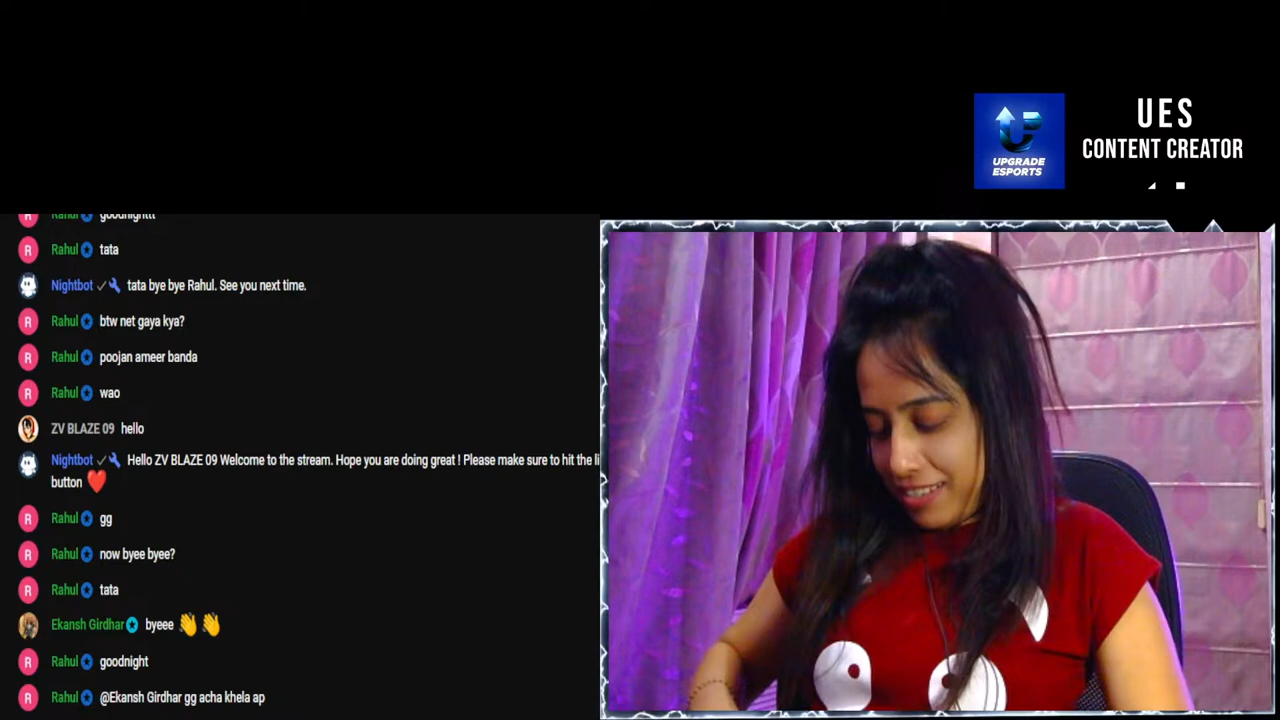 UES
CONTENT CREATOR
UPGRADE
ESPORTS
Rahul goodnighttt
Rahul tata
Nightbot tata bye bye Rahul. See you next time.
Rahul btw net gaya kya?
Rahul poojan ameer banda
Rahul wao
ZV BLAZE 09 hello
Nightbot Hello ZV BLAZE 09 Welcome to the stream. Hope you are doing great ! Please make sure to hit the li
button ❤️
R Rahul gg
R Rahul now byee byee?
R Rahul tata
Ekansh Girdhar byeee 👋 👋
R Rahul goodnight
R Rahul @Ekansh Girdhar gg acha khela ap